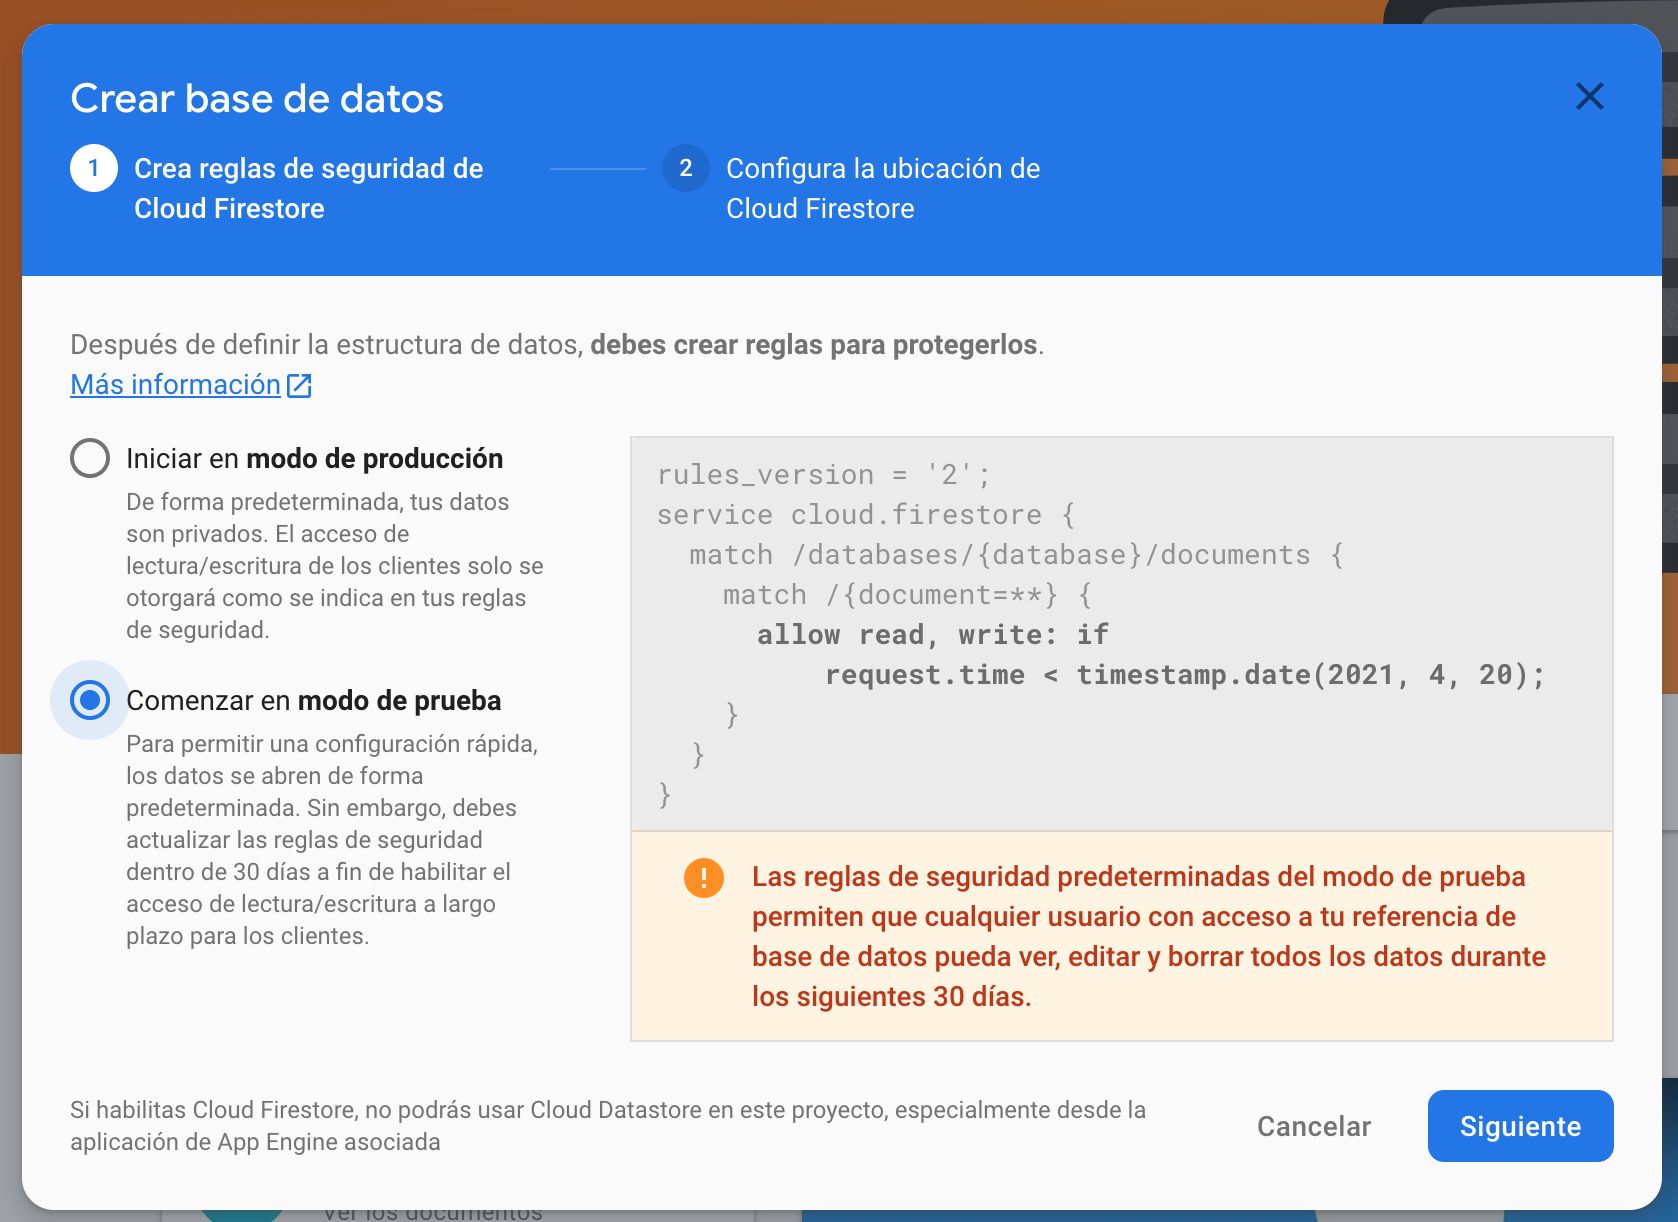 Crear base de datos
1 Crea reglas de seguridad de
Cloud Firestore
2 Configura la ubicación de
Cloud Firestore
Después de definir la estructura de datos, debes crear reglas para protegerlos.
Más información
Iniciar en modo de producción
De forma predeterminada, tus datos
son privados. El acceso de
lectura/escritura de los clientes solo se
otorgará como se indica en tus reglas
de seguridad.
Comenzar en modo de prueba
Para permitir una configuración rápida,
los datos se abren de forma
predeterminada. Sin embargo, debes
actualizar las reglas de seguridad
dentro de 30 días a fin de habilitar el
acceso de lectura/escritura a largo
plazo para los clientes.
rules_version = '2';
service cloud.firestore {
  match /databases/{database}/documents {
    match /{document=**} {
      allow read, write: if
          request.time < timestamp.date(2021, 4, 20);
    }
  }
}
Las reglas de seguridad predeterminadas del modo de prueba
permiten que cualquier usuario con acceso a tu referencia de
base de datos pueda ver, editar y borrar todos los datos durante
los siguientes 30 días.
Si habilitas Cloud Firestore, no podrás usar Cloud Datastore en este proyecto, especialmente desde la
aplicación de App Engine asociada
Cancelar
Siguiente
Ver los documentos